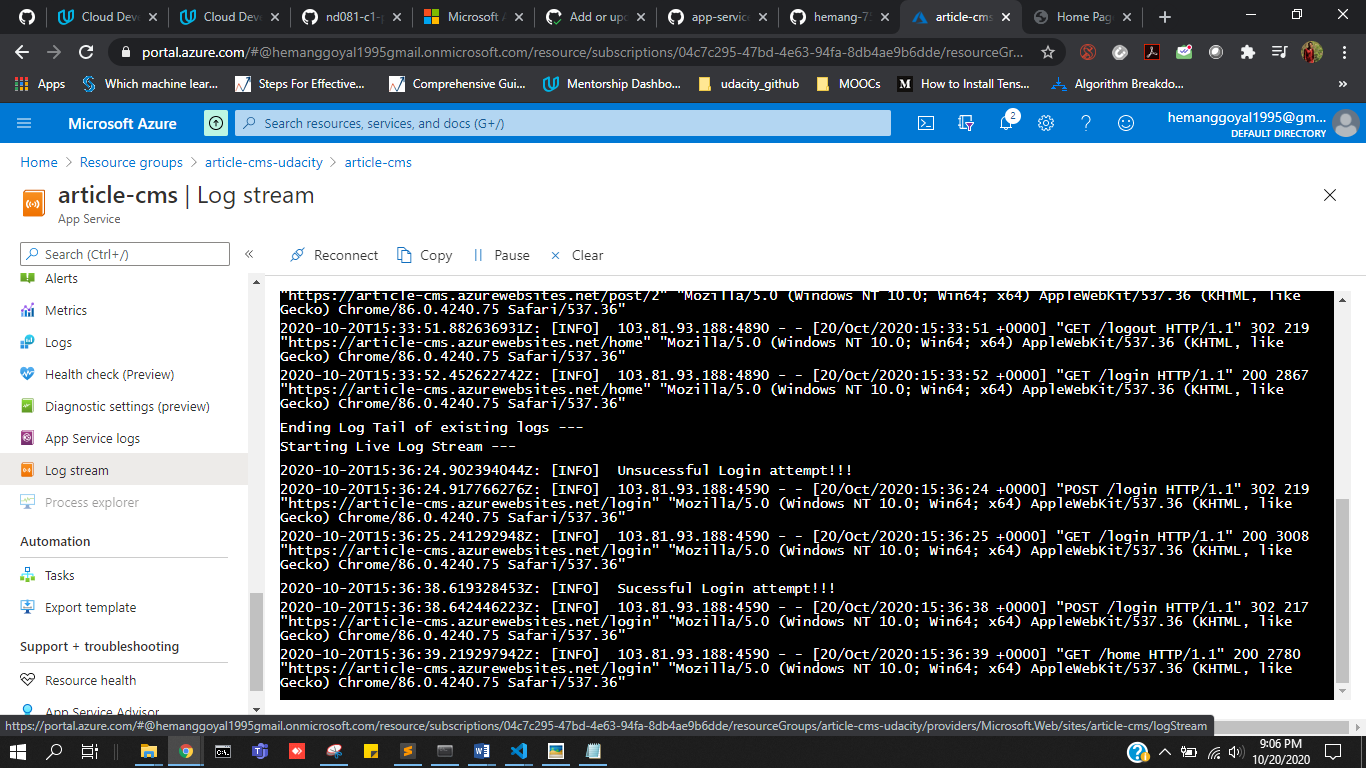 Cloud Deve
Cloud Deve
nd081-c1-p
Microsoft A
Add or upd
app-service
hemang-75
article-cms
Home Page
portal.azure.com/#@hemanggoyal1995gmail.onmicrosoft.com/resource/subscriptions/04c7c295-47bd-4e63-94fa-8db4ae9b6dde/resourceGr...
Apps
Which machine lear...
Steps For Effective...
Comprehensive Gui...
Mentorship Dashbo...
udacity_github
MOOCs
How to Install Tens...
Algorithm Breakdo...
»
Microsoft Azure
Search resources, services, and docs (G+/)
2
hemanggoyal1995@gm...
DEFAULT DIRECTORY
Home > Resource groups > article-cms-udacity > article-cms
article-cms | Log stream
App Service
Search (Ctrl+/)
«
Reconnect Copy Pause Clear
Alerts
Metrics
Logs
Health check (Preview)
Diagnostic settings (preview)
App Service logs
Log stream
Process explorer
Automation
Tasks
Export template
Support + troubleshooting
Resource health
App Service Advisor
"https://article-cms.azurewebsites.net/post/2" "Mozilla/5.0 (Windows NT 10.0; Win64; x64) AppleWebKit/537.36 (KHTML, like
Gecko) Chrome/86.0.4240.75 Safari/537.36"
2020-10-20T15:33:51.882636931Z: [INFO] 103.81.93.188:4890 - - [20/Oct/2020:15:33:51 +0000] "GET /logout HTTP/1.1" 302 219
"https://article-cms.azurewebsites.net/home" "Mozilla/5.0 (Windows NT 10.0; Win64; x64) AppleWebKit/537.36 (KHTML, like
Gecko) Chrome/86.0.4240.75 Safari/537.36"
2020-10-20T15:33:52.452622742Z: [INFO] 103.81.93.188:4890 - - [20/Oct/2020:15:33:52 +0000] "GET /login HTTP/1.1" 200 2867
"https://article-cms.azurewebsites.net/home" "Mozilla/5.0 (Windows NT 10.0; Win64; x64) AppleWebKit/537.36 (KHTML, like
Gecko) Chrome/86.0.4240.75 Safari/537.36"
Ending Log Tail of existing logs ---
Starting Live Log Stream ---
2020-10-20T15:36:24.902394044Z: [INFO] Unsucessful Login attempt!!!
2020-10-20T15:36:24.917766276Z: [INFO] 103.81.93.188:4590 - - [20/Oct/2020:15:36:24 +0000] "POST /login HTTP/1.1" 302 219
"https://article-cms.azurewebsites.net/login" "Mozilla/5.0 (Windows NT 10.0; Win64; x64) AppleWebKit/537.36 (KHTML, like
Gecko) Chrome/86.0.4240.75 Safari/537.36"
2020-10-20T15:36:25.241292948Z: [INFO] 103.81.93.188:4590 - - [20/Oct/2020:15:36:25 +0000] "GET /login HTTP/1.1" 200 3008
"https://article-cms.azurewebsites.net/login" "Mozilla/5.0 (Windows NT 10.0; Win64; x64) AppleWebKit/537.36 (KHTML, like
Gecko) Chrome/86.0.4240.75 Safari/537.36"
2020-10-20T15:36:38.619328453Z: [INFO] Sucessful Login attempt!!!
2020-10-20T15:36:38.642446223Z: [INFO] 103.81.93.188:4590 - - [20/Oct/2020:15:36:38 +0000] "POST /login HTTP/1.1" 302 217
"https://article-cms.azurewebsites.net/login" "Mozilla/5.0 (Windows NT 10.0; Win64; x64) AppleWebKit/537.36 (KHTML, like
Gecko) Chrome/86.0.4240.75 Safari/537.36"
2020-10-20T15:36:39.219297942Z: [INFO] 103.81.93.188:4590 - - [20/Oct/2020:15:36:39 +0000] "GET /home HTTP/1.1" 200 2780
"https://article-cms.azurewebsites.net/login" "Mozilla/5.0 (Windows NT 10.0; Win64; x64) AppleWebKit/537.36 (KHTML, like
Gecko) Chrome/86.0.4240.75 Safari/537.36"
https://portal.azure.com/#@hemanggoyal1995gmail.onmicrosoft.com/resource/subscriptions/04c7c295-47bd-4e63-94fa-8db4ae9b6dde/resourceGroups/article-cms-udacity/providers/Microsoft.Web/sites/article-cms/logStream
9:06 PM
10/20/2020